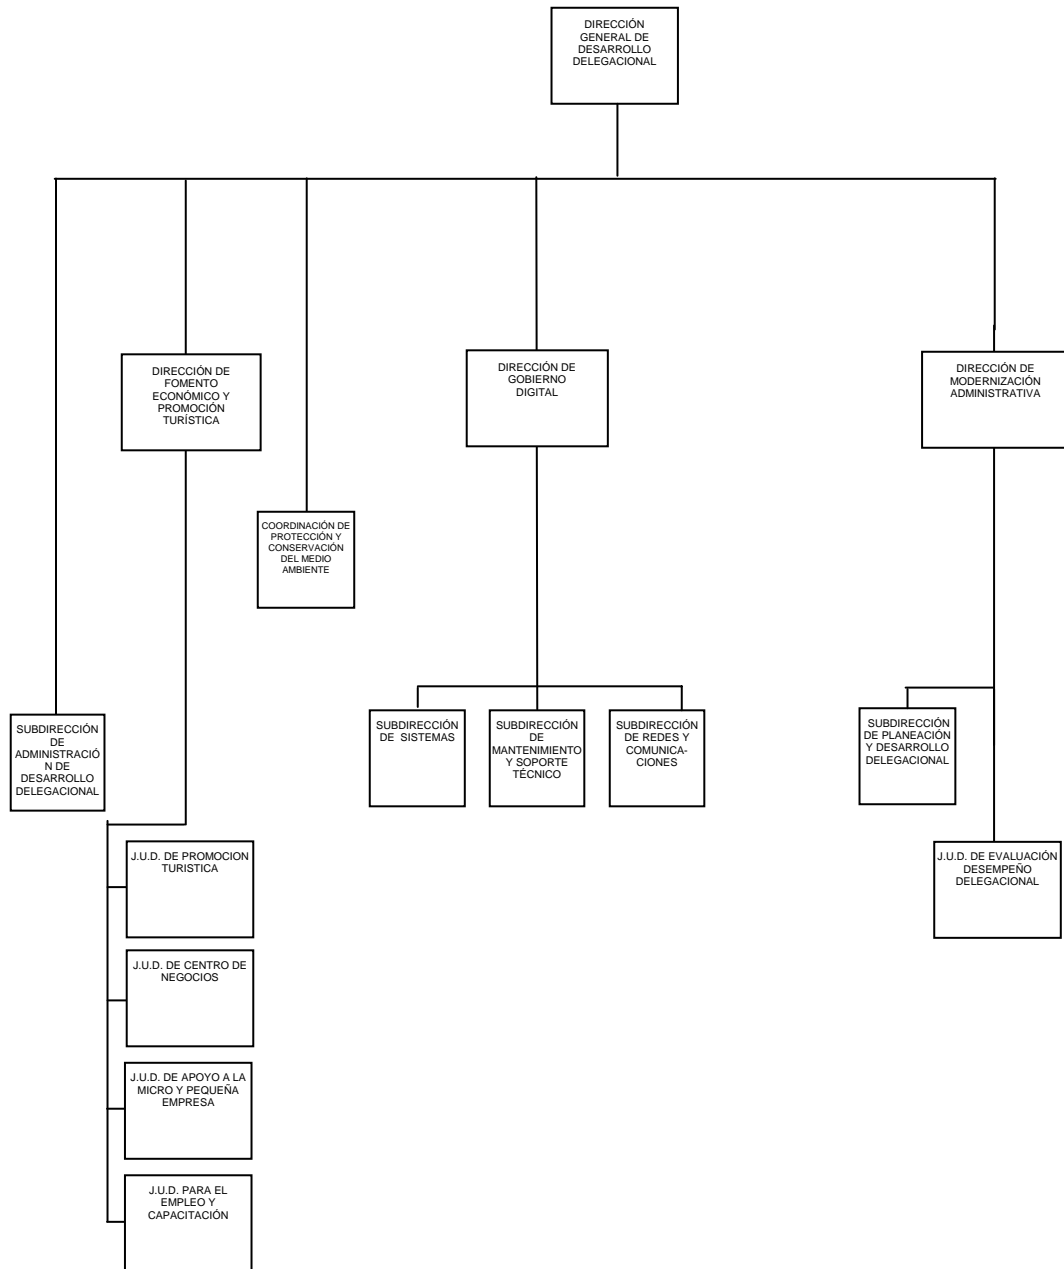 DIRECCIÓN
GENERAL DE
DESARROLLO
DELEGACIONAL
DIRECCIÓN DE
FOMENTO
ECONÓMICO Y
PROMOCIÓN
TURÍSTICA
DIRECCIÓN DE
GOBIERNO
DIGITAL
DIRECCIÓN DE
MODERNIZACIÓN
ADMINISTRATIVA
COORDINACIÓN DE
PROTECCIÓN Y
CONSERVACIÓN
DEL MEDIO
AMBIENTE
SUBDIRECCIÓN
DE
ADMINISTRACIÓ
N DE
DESARROLLO
DELEGACIONAL
SUBDIRECCIÓN
DE SISTEMAS
SUBDIRECCIÓN
DE
MANTENIMIENTO
Y SOPORTE
TÉCNICO
SUBDIRECCIÓN
DE REDES Y
COMUNICA-
CIONES
SUBDIRECCIÓN
DE PLANEACIÓN
Y DESARROLLO
DELEGACIONAL
J.U.D. DE PROMOCION
TURISTICA
J.U.D. DE EVALUACIÓN
DESEMPEÑO
DELEGACIONAL
J.U.D. DE CENTRO DE
NEGOCIOS
J.U.D. DE APOYO A LA
MICRO Y PEQUEÑA
EMPRESA
J.U.D. PARA EL
EMPLEO Y
CAPACITACIÓN